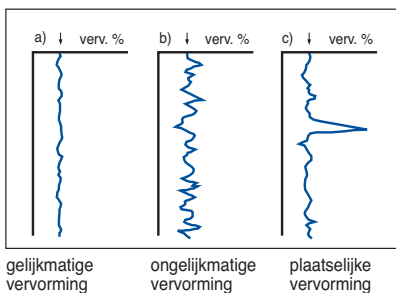 a) ↓ verv. %
b) ↓ verv. %
c) ↓ verv. %
gelijkmatige
vervorming
ongelijkmatige
vervorming
plaatselijke
vervorming